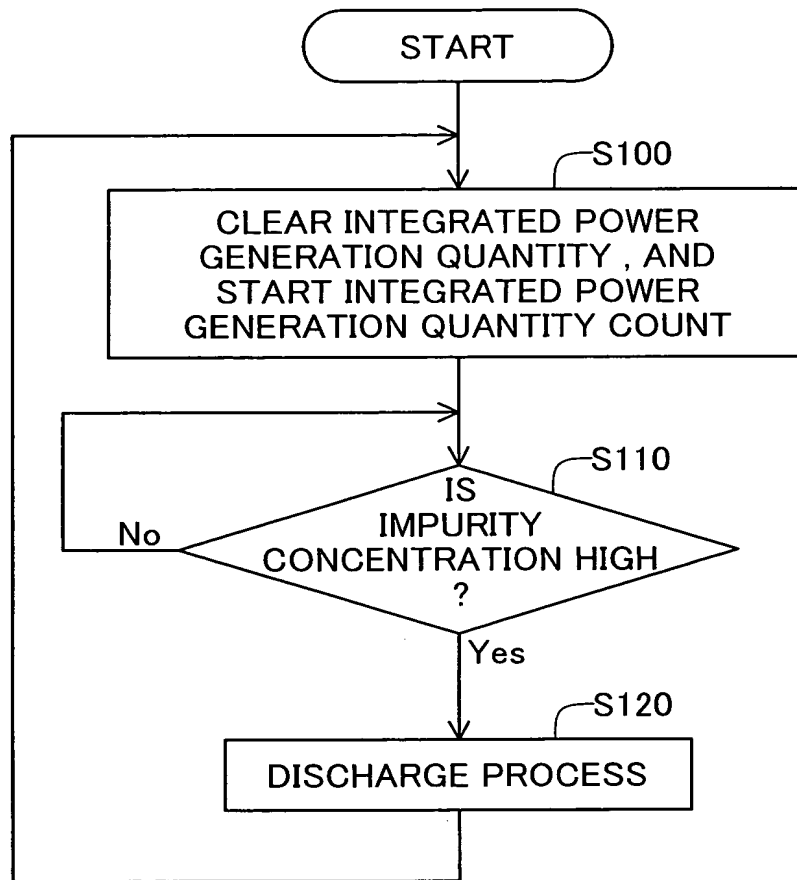 START
S100
CLEAR INTEGRATED POWER
GENERATION QUANTITY , AND
START INTEGRATED POWER
GENERATION QUANTITY COUNT
S110
IS
IMPURITY
CONCENTRATION HIGH
?
No
Yes
S120
DISCHARGE PROCESS